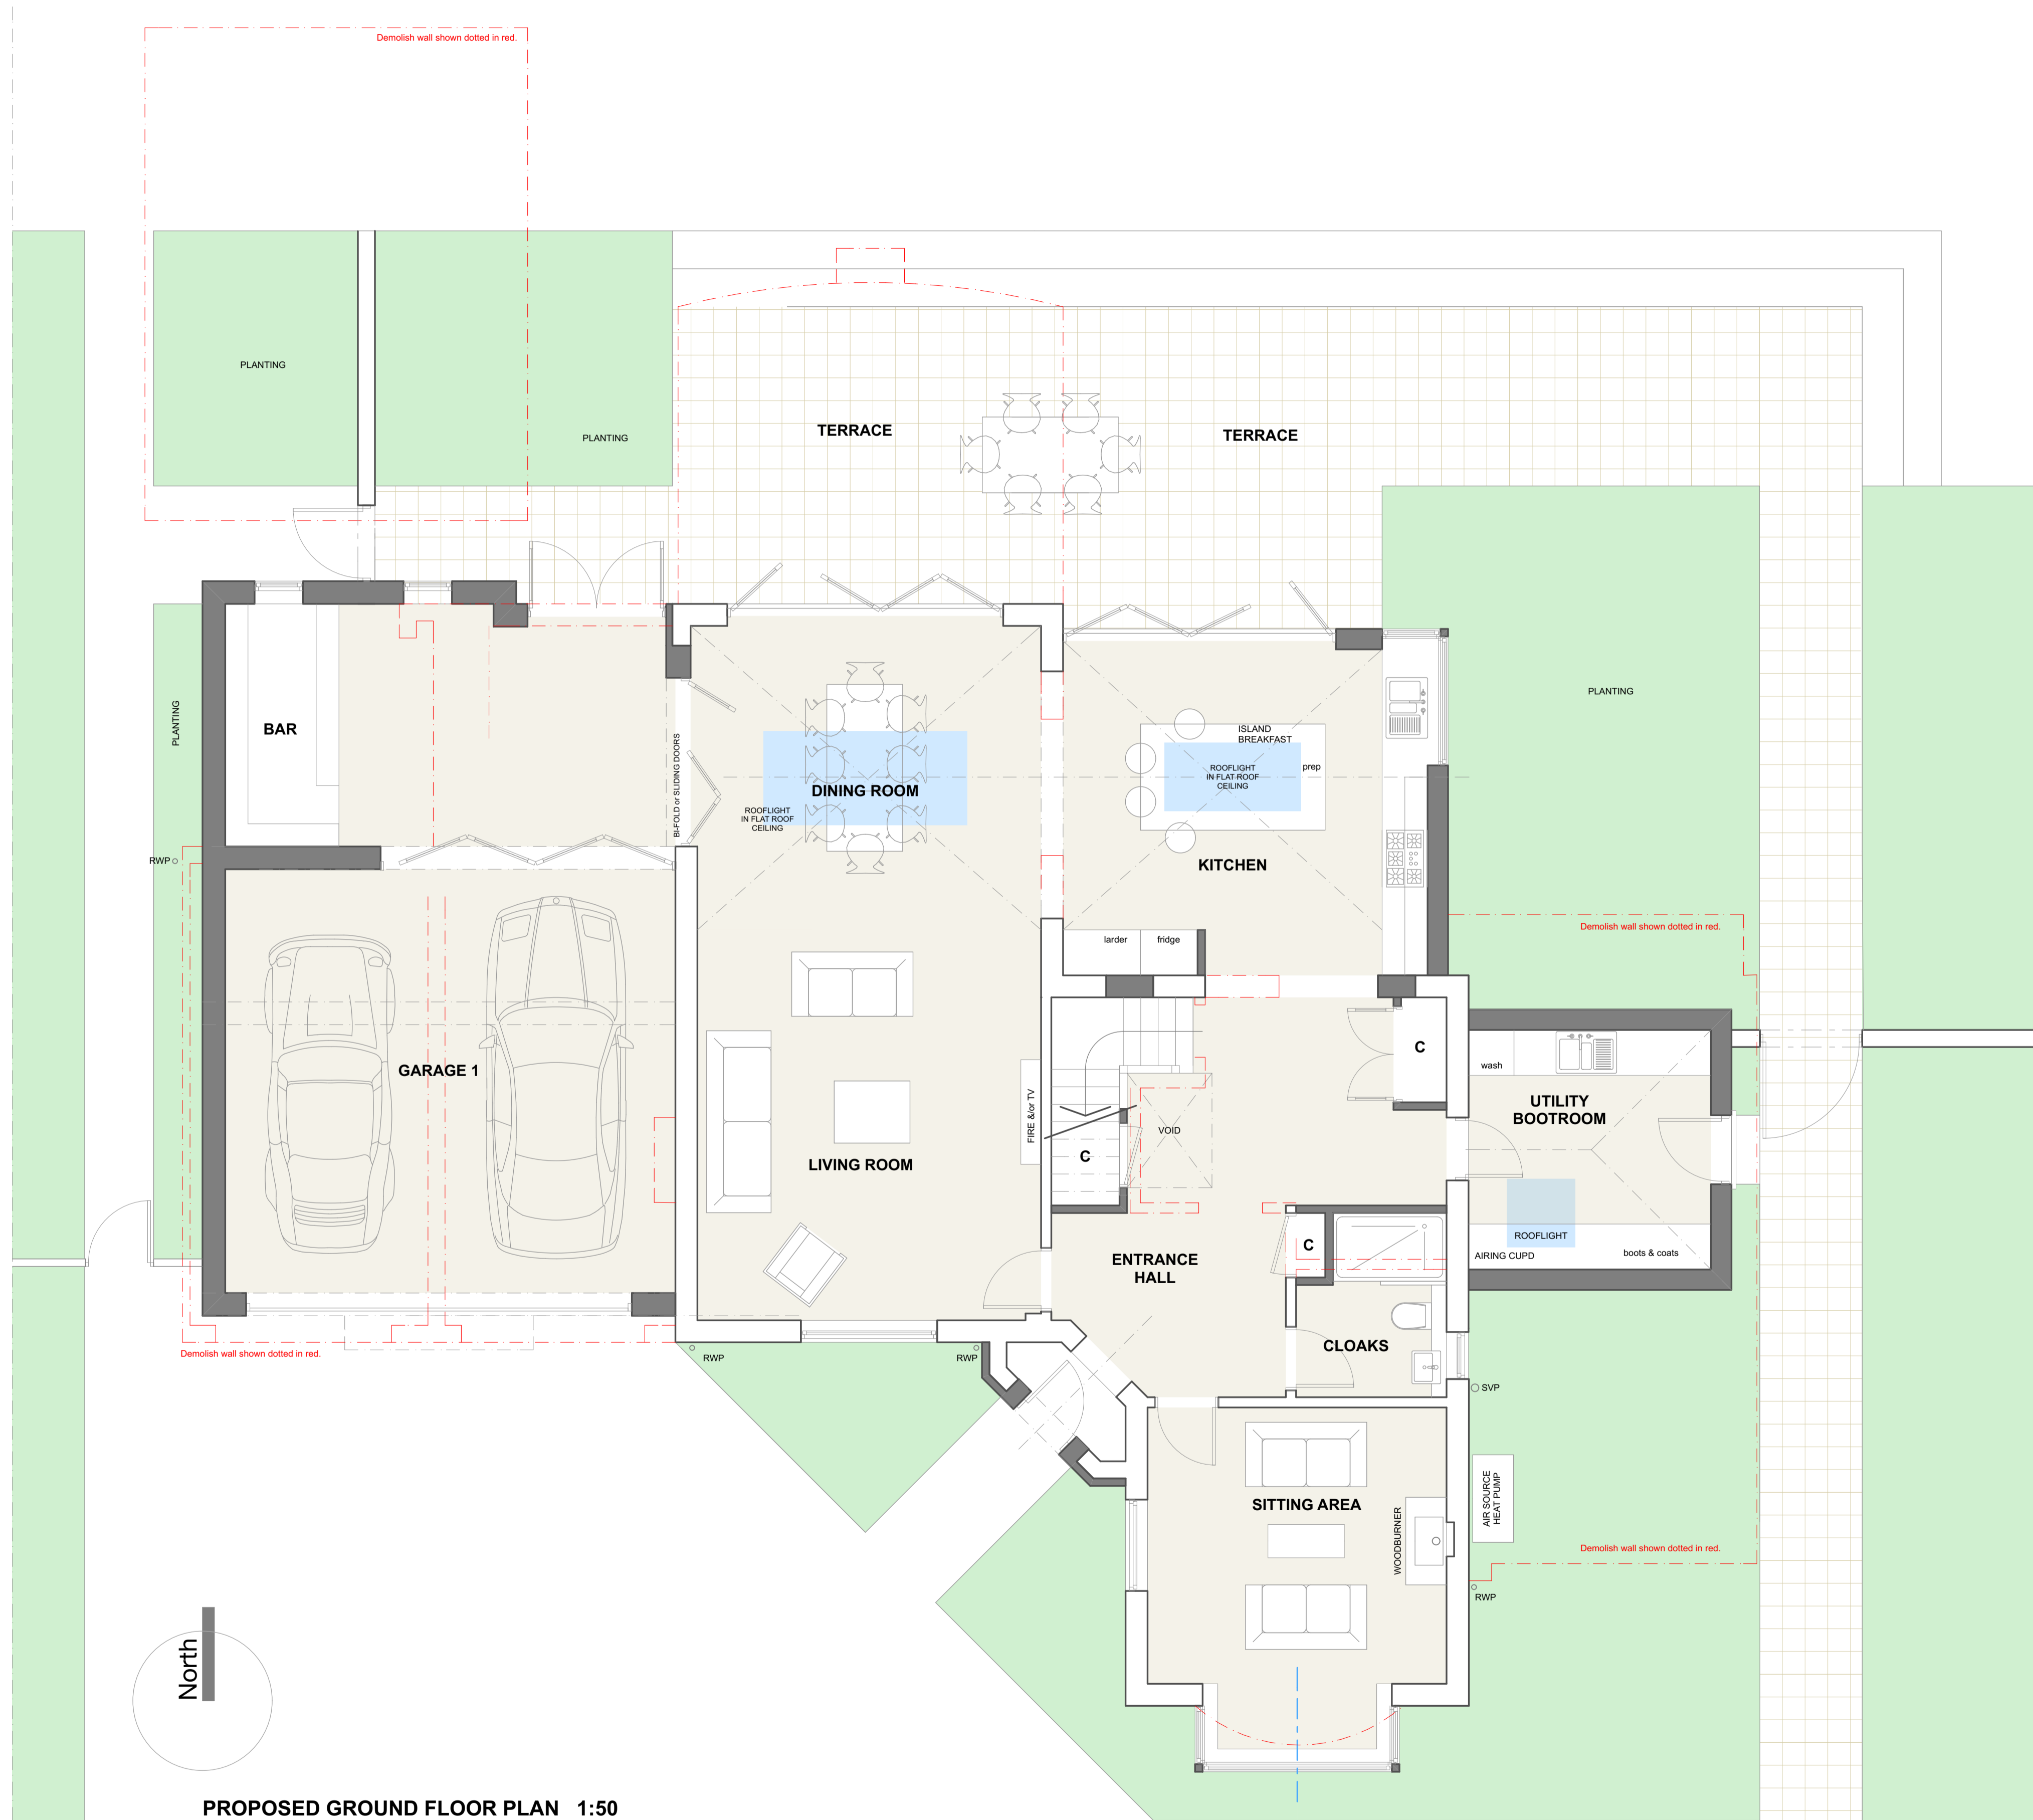 Demolish wall shown dotted in red.
PLANTING
PLANTING
TERRACE
TERRACE
PLANTING
PLANTING
BAR
BI-FOLD or SLIDING DOORS
DINING ROOM
ROOFLIGHT
IN FLAT ROOF
CEILING
ISLAND
BREAKFAST
prep
ROOFLIGHT
IN FLAT ROOF
CEILING
KITCHEN
RWP
larder
fridge
Demolish wall shown dotted in red.
GARAGE 1
LIVING ROOM
FIRE &/or TV
C
VOID
C
wash
UTILITY
BOOTROOM
ROOFLIGHT
AIRING CUPD
boots & coats
C
ENTRANCE
HALL
CLOAKS
Demolish wall shown dotted in red.
RWP
RWP
SVP
SITTING AREA
WOODBURNER
AIR SOURCE
HEAT PUMP
Demolish wall shown dotted in red.
RWP
North
PROPOSED GROUND FLOOR PLAN 1:50